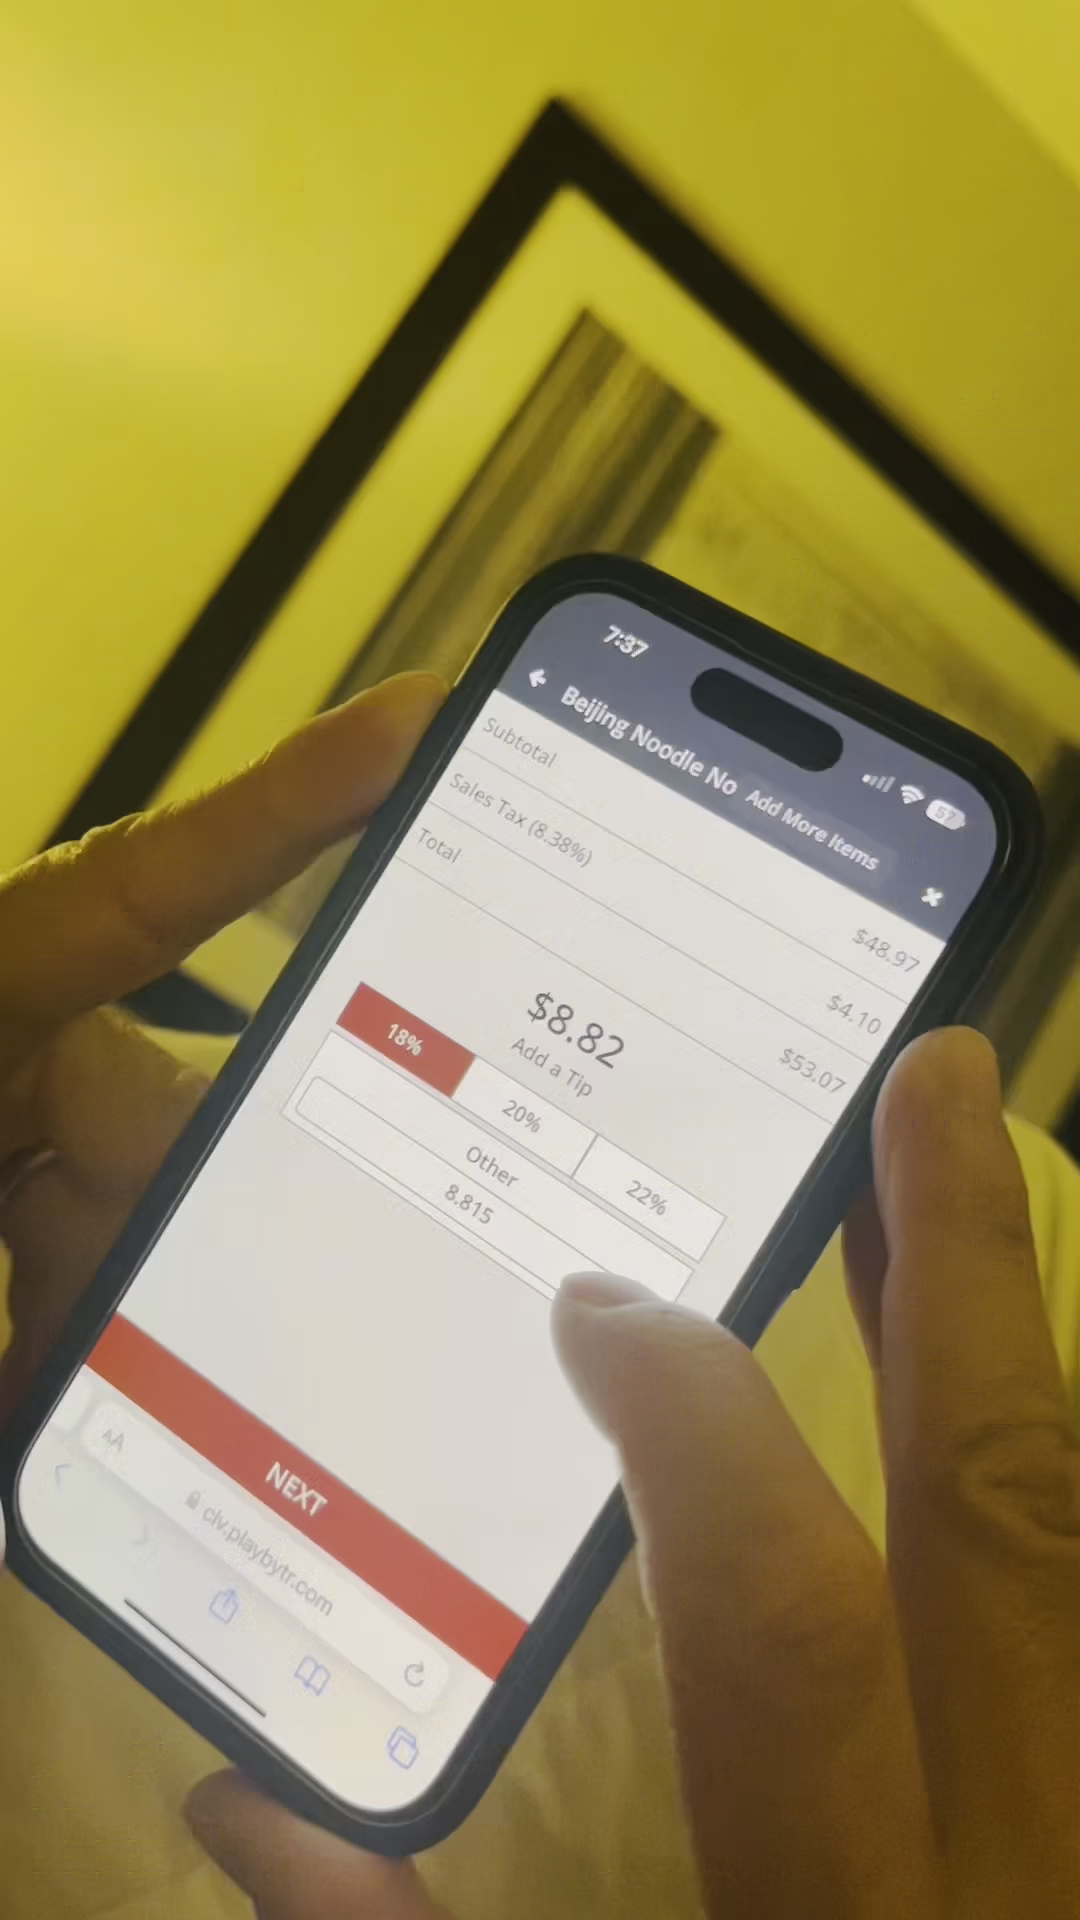 7:37
57
Beijing Noodle No
Add More Items
Subtotal $48.97
Sales Tax (8.38%) $4.10
Total $53.07
$8.82
Add a Tip
18% 20% 22%
Other
8.815
NEXT
AA clv.playbytr.com